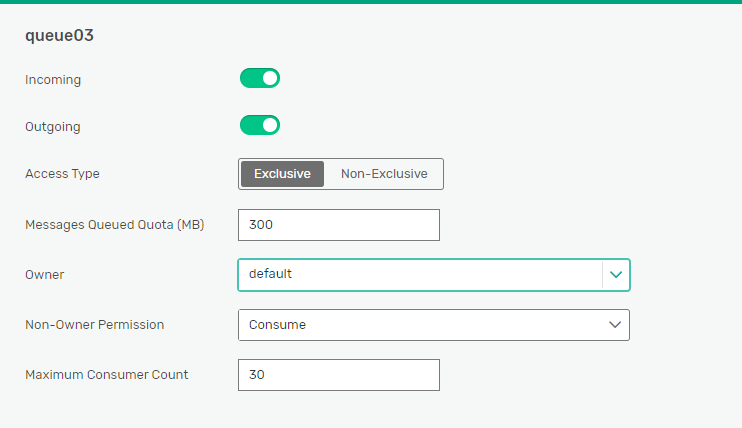 queue03
Incoming
Outgoing
Access Type Exclusive Non-Exclusive
Messages Queued Quota (MB) 300
Owner default
Non-Owner Permission Consume
Maximum Consumer Count 30